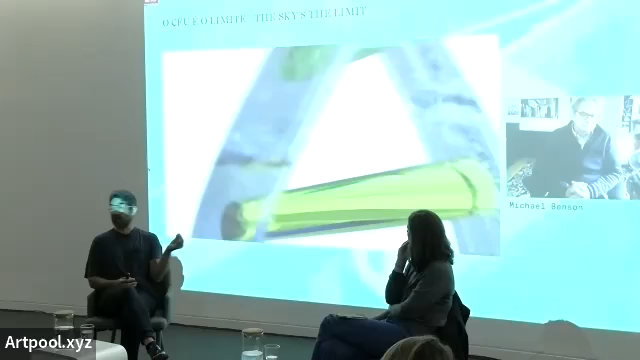 O CÉU É O LIMITE THE SKY'S THE LIMIT
Michael Benson
Artpool.xyz